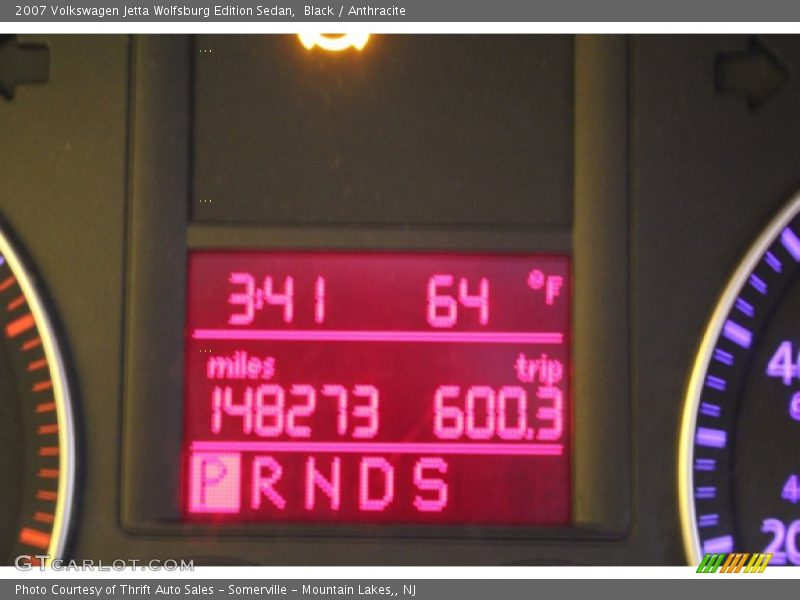 2007 Volkswagen Jetta Wolfsburg Edition Sedan,  Black / Anthracite
3:41 64 °F
miles trip
148273 600.3
P R N D S
20
GTCARLOT.COM
Photo Courtesy of Thrift Auto Sales - Somerville - Mountain Lakes,, NJ